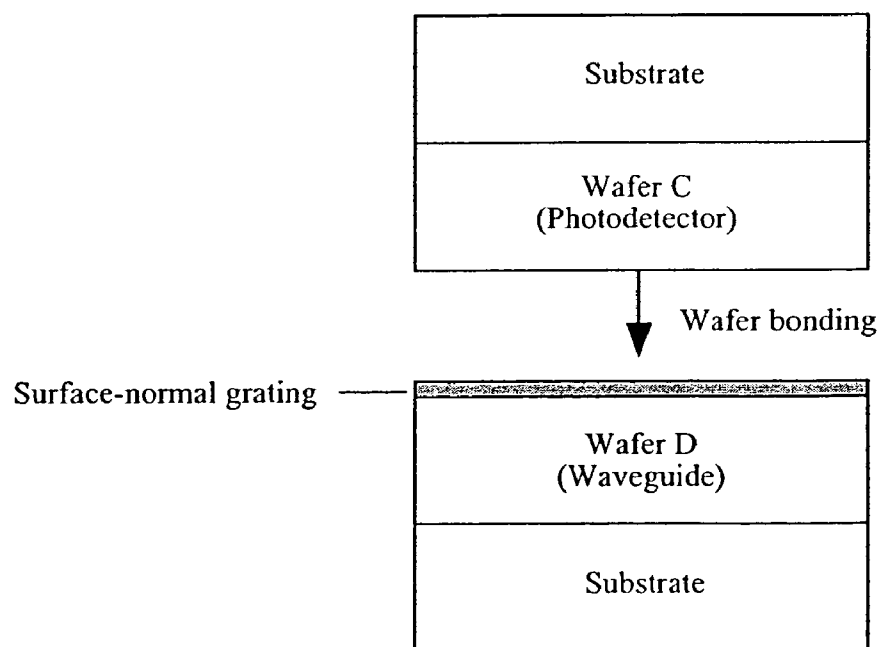 Substrate
Wafer C
(Photodetector)
Wafer bonding
Surface-normal grating
Wafer D
(Waveguide)
Substrate